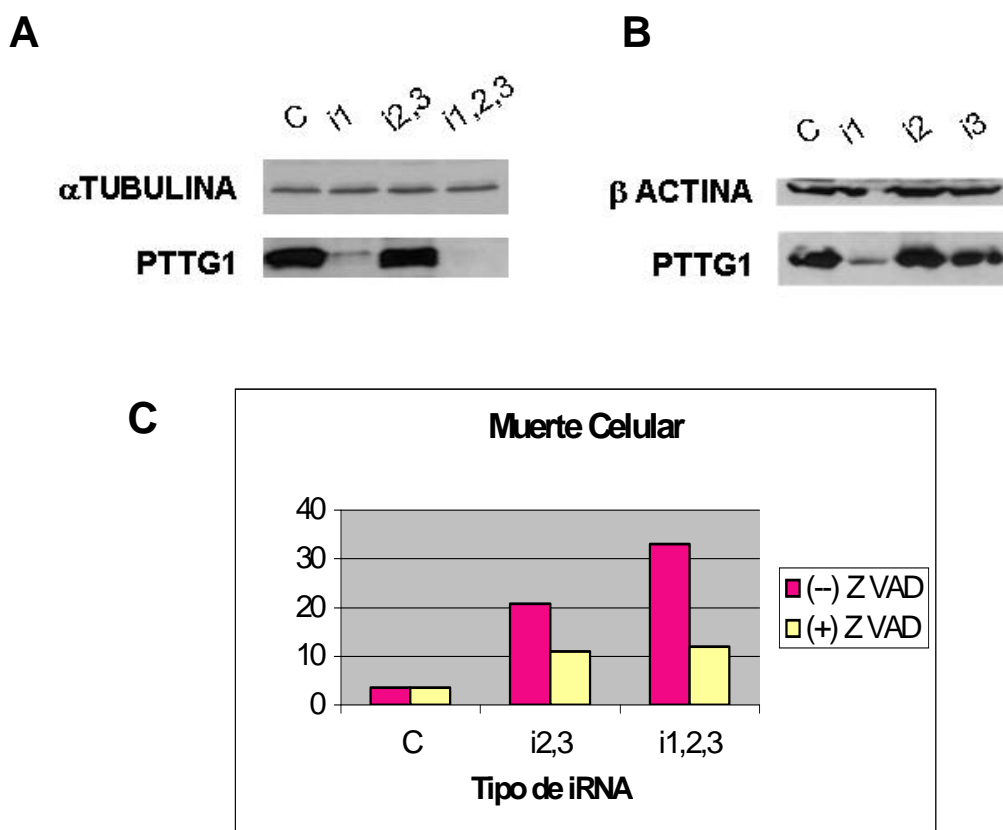 A
C i1 i2,3 i1,2,3
αTUBULINA
PTTG1
B
C i1 i2 i3
β ACTINA
PTTG1
C
Muerte Celular
40
30
20
10
0
C i2,3 i1,2,3
Tipo de iRNA
(--) Z VAD
(+) Z VAD